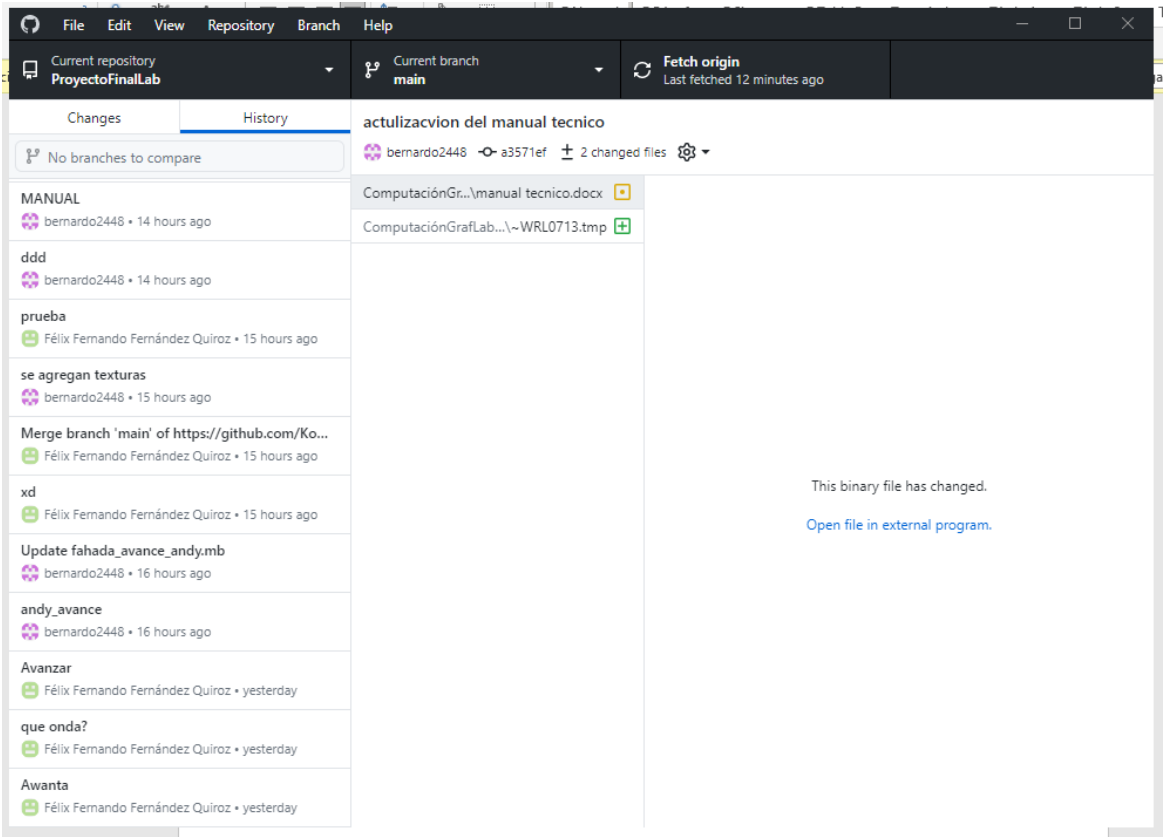 File Edit View Repository Branch Help
Current repository
ProyectoFinalLab
Current branch
main
Fetch origin
Last fetched 12 minutes ago
Changes
History
No branches to compare
MANUAL
bernardo2448 • 14 hours ago
ddd
bernardo2448 • 14 hours ago
prueba
Félix Fernando Fernández Quiroz • 15 hours ago
se agregan texturas
bernardo2448 • 15 hours ago
Merge branch 'main' of https://github.com/Ko...
Félix Fernando Fernández Quiroz • 15 hours ago
xd
Félix Fernando Fernández Quiroz • 15 hours ago
Update fahada_avance_andy.mb
bernardo2448 • 16 hours ago
andy_avance
bernardo2448 • 16 hours ago
Avanzar
Félix Fernando Fernández Quiroz • yesterday
que onda?
Félix Fernando Fernández Quiroz • yesterday
Awanta
Félix Fernando Fernández Quiroz • yesterday
actulizacvion del manual tecnico
bernardo2448 a3571ef 2 changed files
ComputaciónGr...\manual tecnico.docx
ComputaciónGrafLab...\~WRL0713.tmp
This binary file has changed.
Open file in external program.